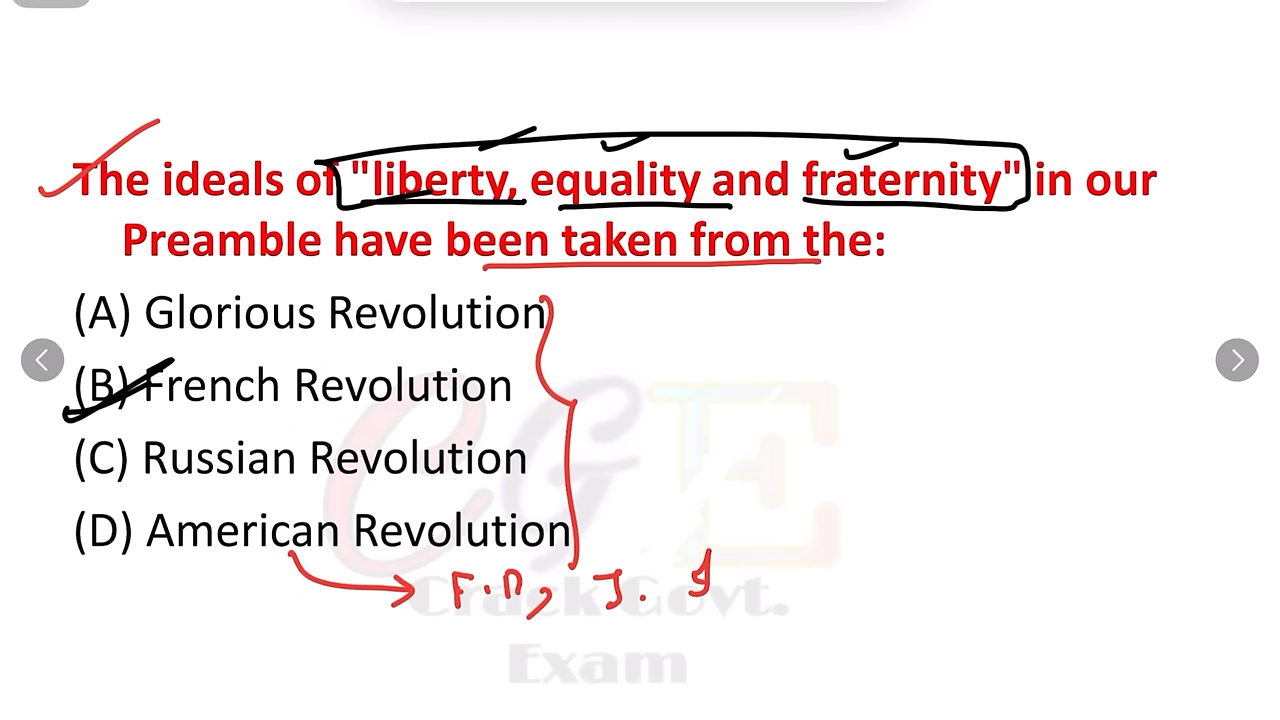 The ideals of "liberty, equality and fraternity" in our
Preamble have been taken from the:
(A) Glorious Revolution
(B) French Revolution
(C) Russian Revolution
(D) American Revolution
CGE
Crack Govt.
Exam